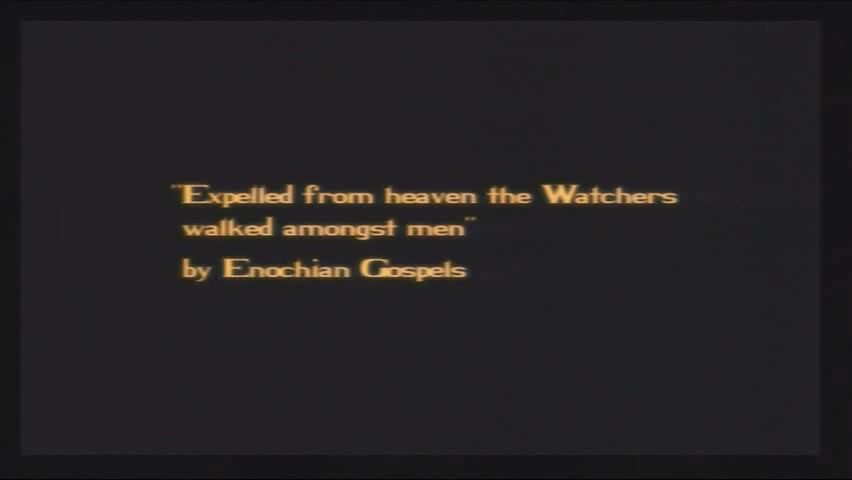 "Expelled from heaven the Watchers
walked amongst men"
by Enochian Gospels